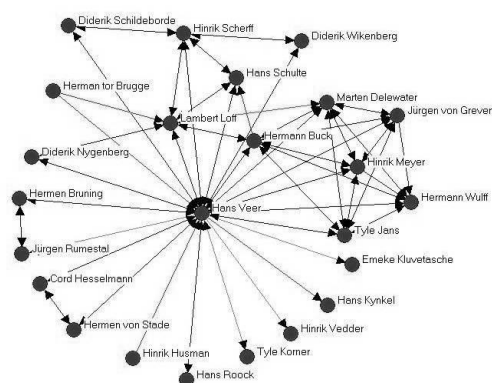 Diderik Schildeborde
Hinrik Scherff
Diderik Wikenberg
Hans Schulte
Herman tor Brugge
Marten Delewater
Jürgen von Grever
Lambert Loff
Hermann Buck
Diderik Nygenberg
Hinrik Meyer
Hermen Bruning
Hermann Wulff
Hans Veer
Tyle Jans
Jürgen Rumestal
Emeke Kluvetasche
Cord Hesselmann
Hans Kynkel
Hermen von Stade
Hinrik Vedder
Hinrik Husman
Tyle Korner
Hans Roock